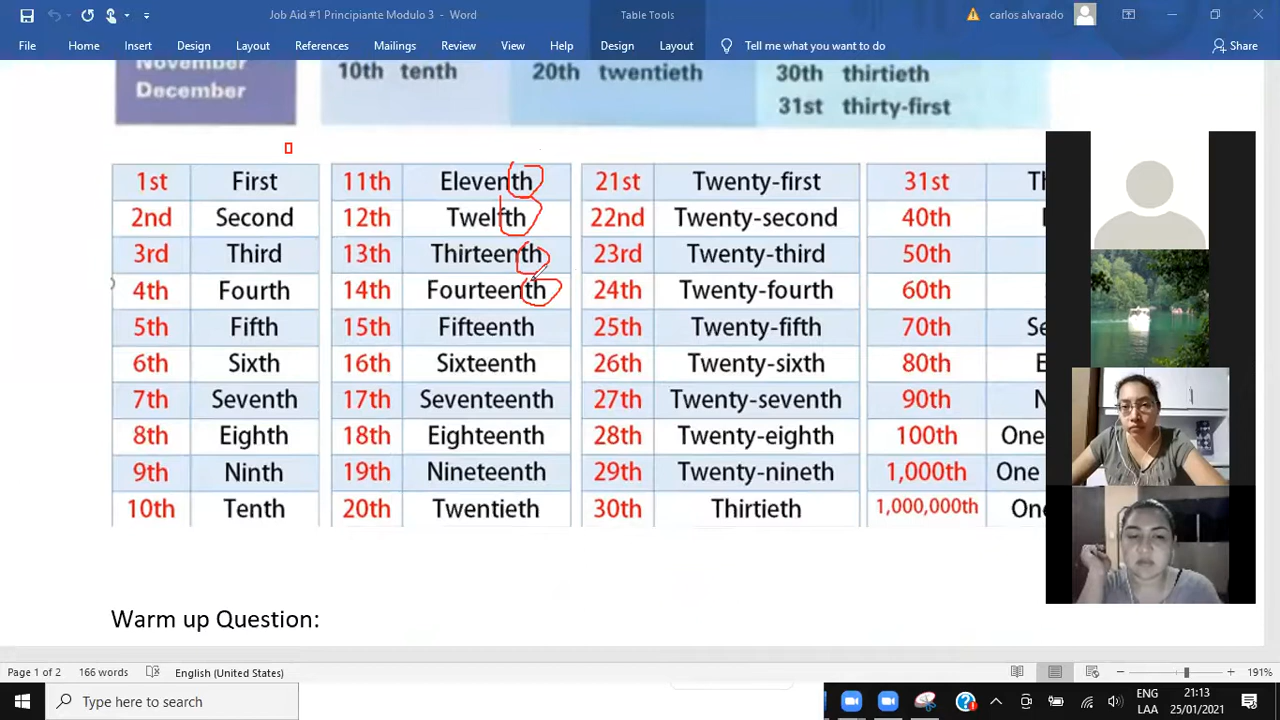 Job Aid #1 Principiante Modulo 3 - Word
Table Tools
carlos alvarado
File Home Insert Design Layout References Mailings Review View Help Design Layout Tell me what you want to do Share
November
December
10th tenth
20th twentieth
30th thirtieth
31st thirty-first
1st First 11th Eleventh 21st Twenty-first 31st
2nd Second 12th Twelfth 22nd Twenty-second 40th
3rd Third 13th Thirteenth 23rd Twenty-third 50th
4th Fourth 14th Fourteenth 24th Twenty-fourth 60th
5th Fifth 15th Fifteenth 25th Twenty-fifth 70th
6th Sixth 16th Sixteenth 26th Twenty-sixth 80th
7th Seventh 17th Seventeenth 27th Twenty-seventh 90th
8th Eighth 18th Eighteenth 28th Twenty-eighth 100th One
9th Ninth 19th Nineteenth 29th Twenty-nineth 1,000th One
10th Tenth 20th Twentieth 30th Thirtieth 1,000,000th
Warm up Question:
Page 1 of 2 166 words English (United States) 191%
Type here to search
ENG 21:13
LAA 25/01/2021